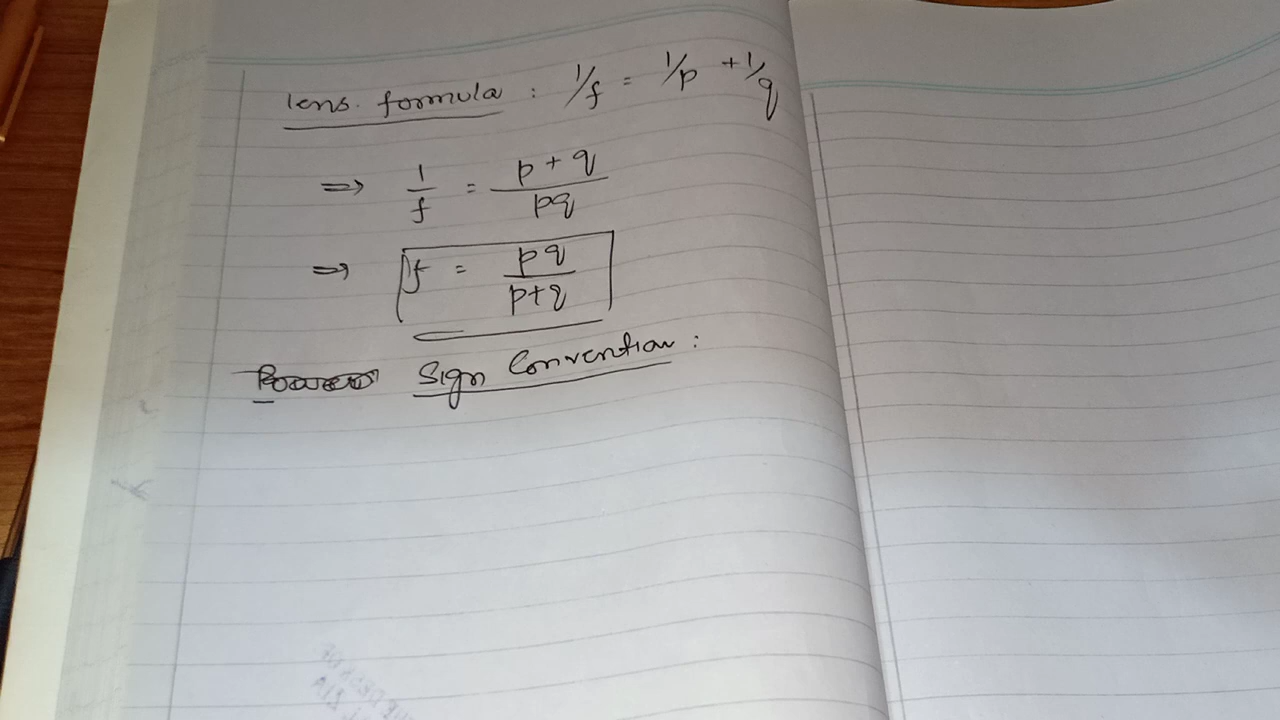 lens. formula : 1/f = 1/p + 1/q
⇒ 1/f = p + q/pq
⇒ f = pq/p+q
Sign Convention :